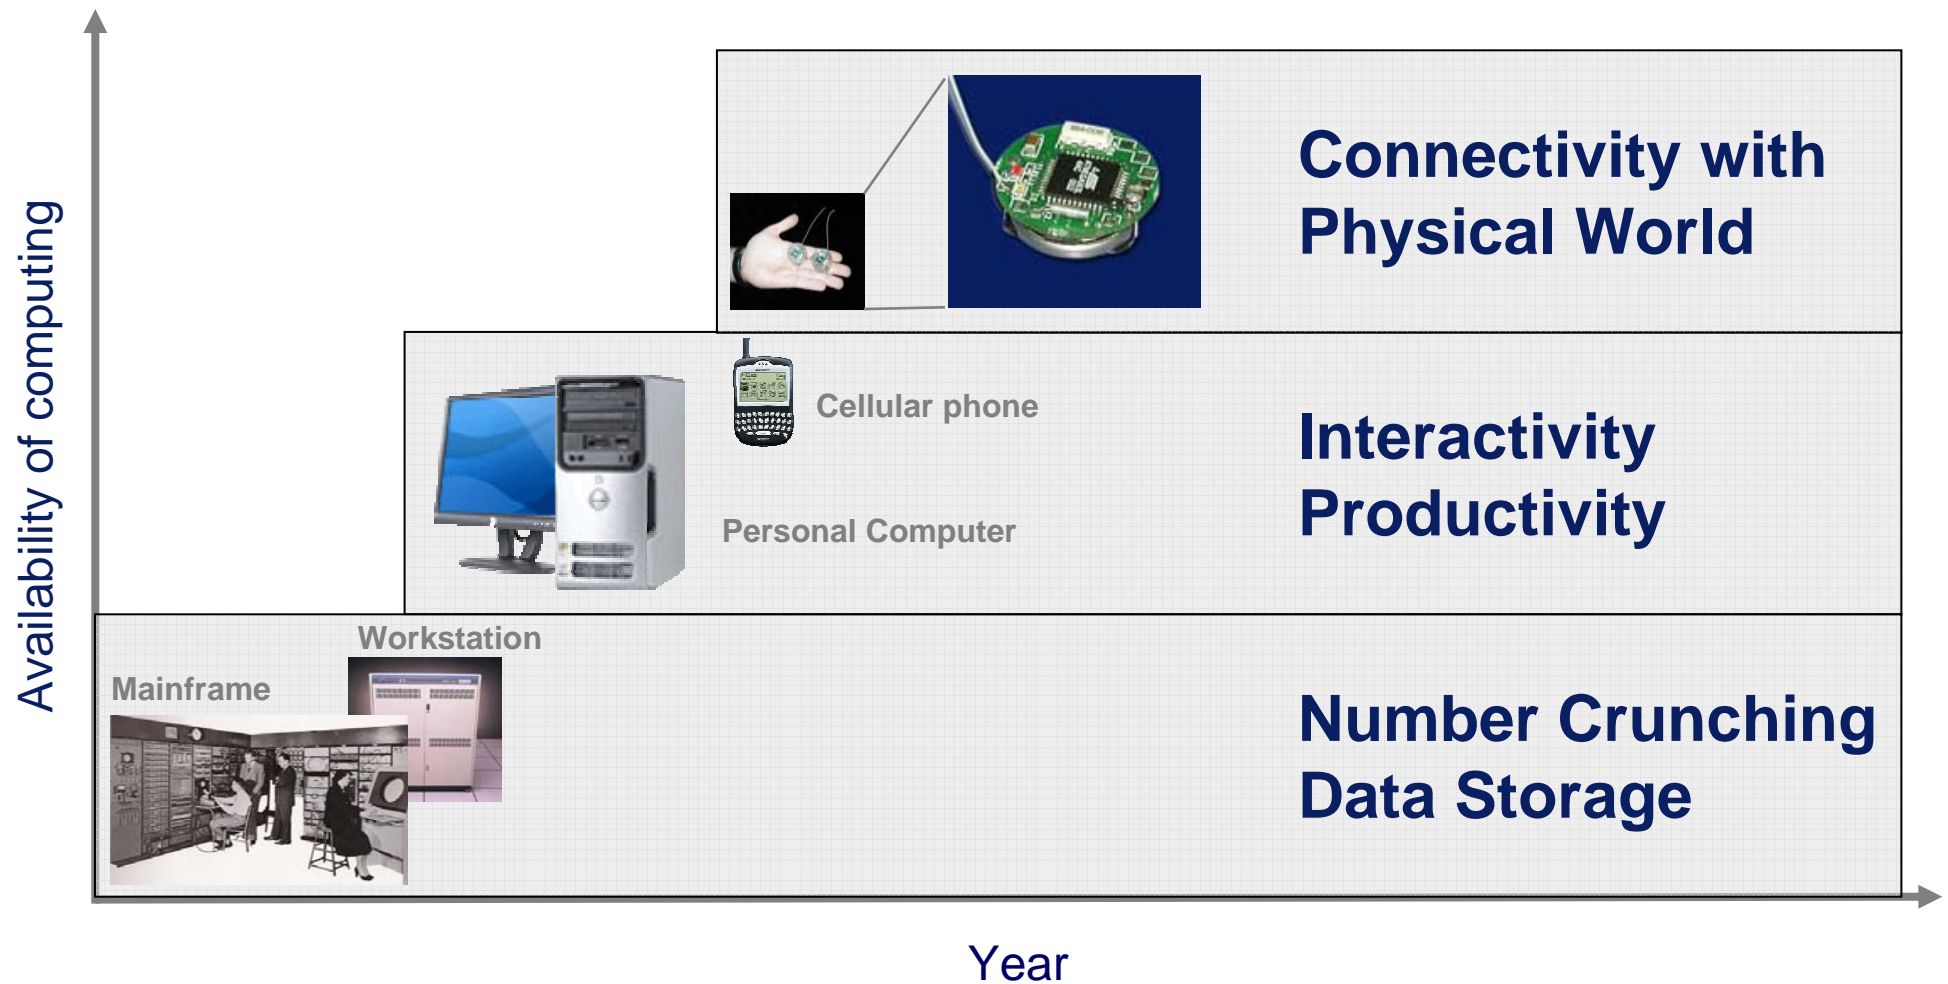 Availability of computing
Connectivity with
Physical World
Cellular phone
Personal Computer
Interactivity
Productivity
Workstation
Mainframe
Number Crunching
Data Storage
Year